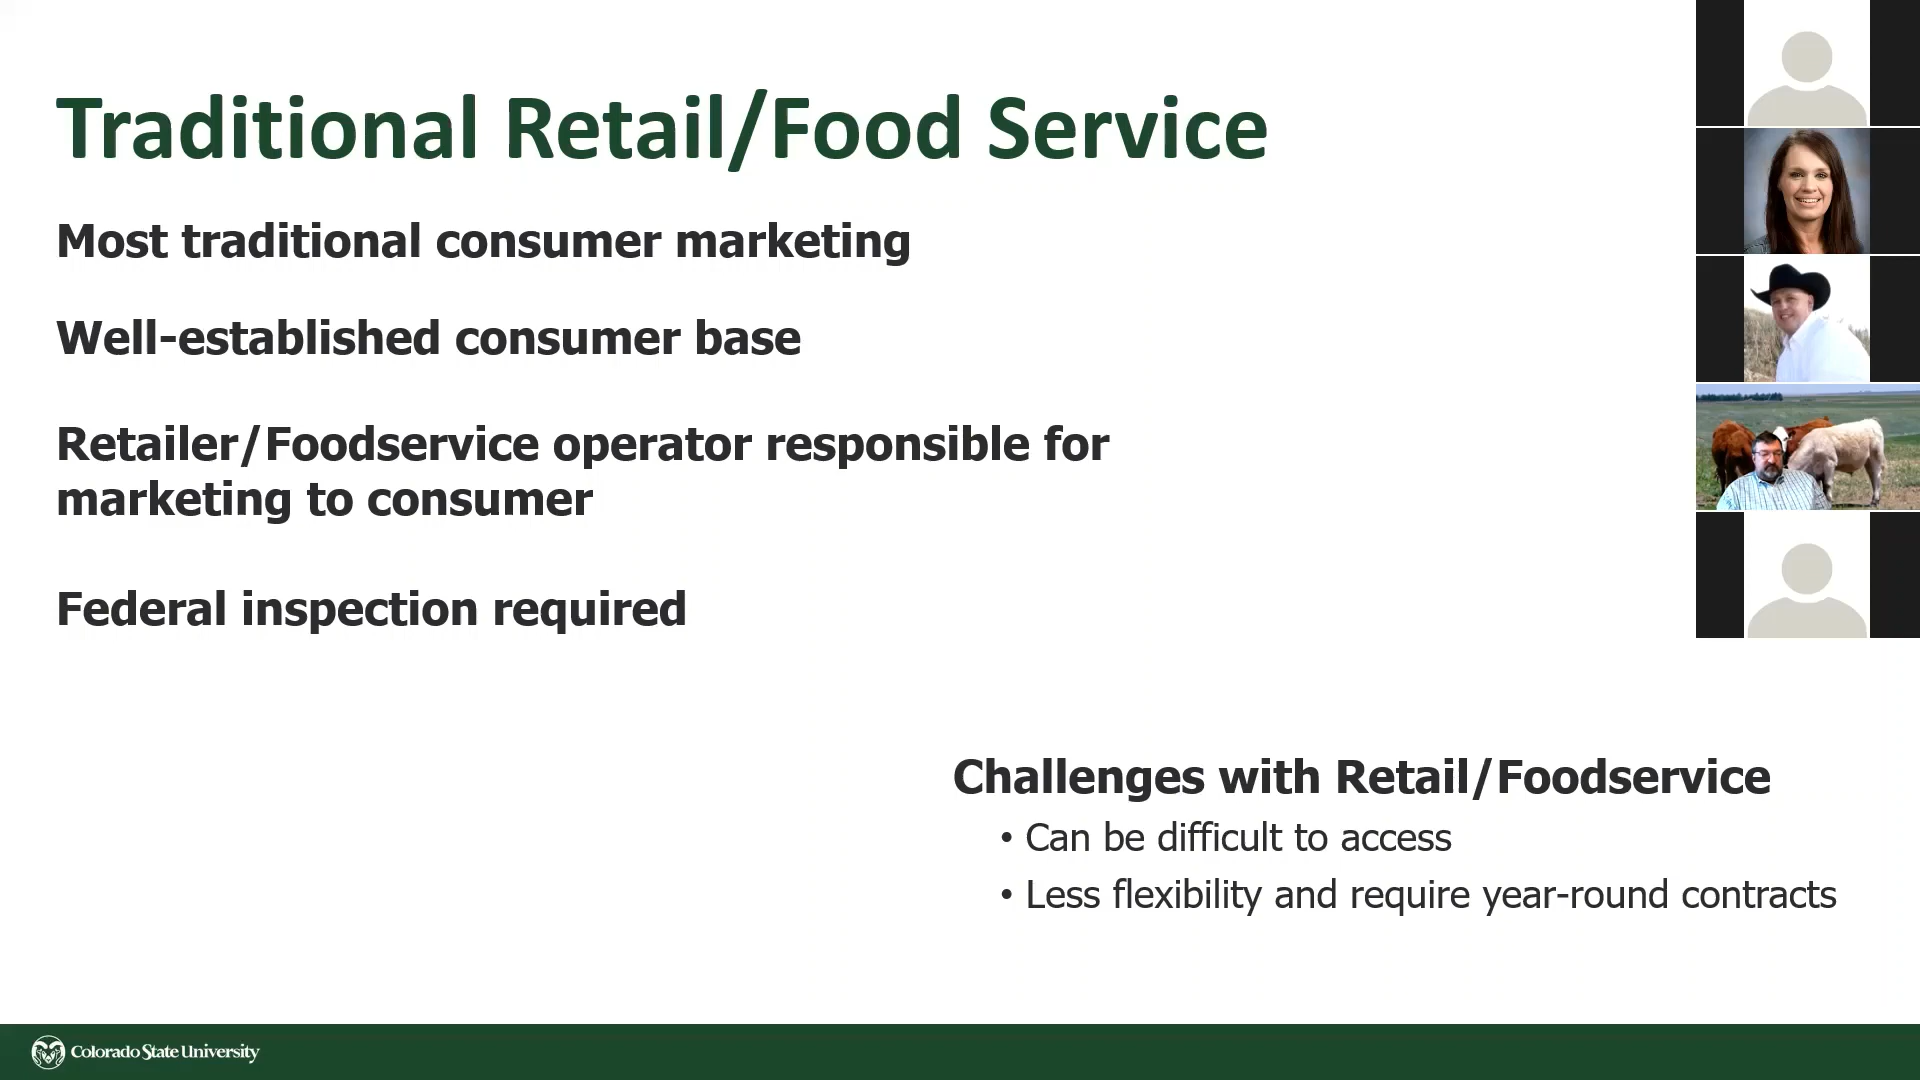 Traditional Retail/Food Service
Most traditional consumer marketing
Well-established consumer base
Retailer/Foodservice operator responsible for
marketing to consumer
Federal inspection required
Challenges with Retail/Foodservice
• Can be difficult to access
• Less flexibility and require year-round contracts
Colorado State University